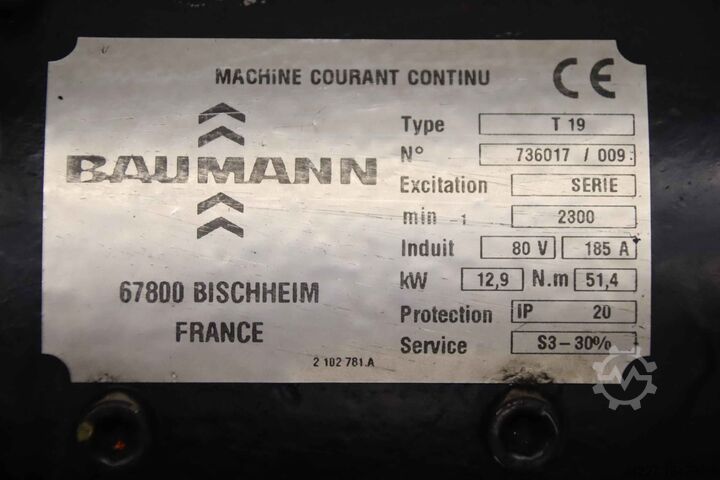 MACHINE COURANT CONTINU CE
BAUMANN
67800 BISCHHEIM
FRANCE
2 102 781.A
Type T 19
N° 736017 / 009
Excitation SERIE
min -1 2300
Induit 80 V 185 A
kW 12,9 N.m 51,4
Protection IP 20
Service S3-30%